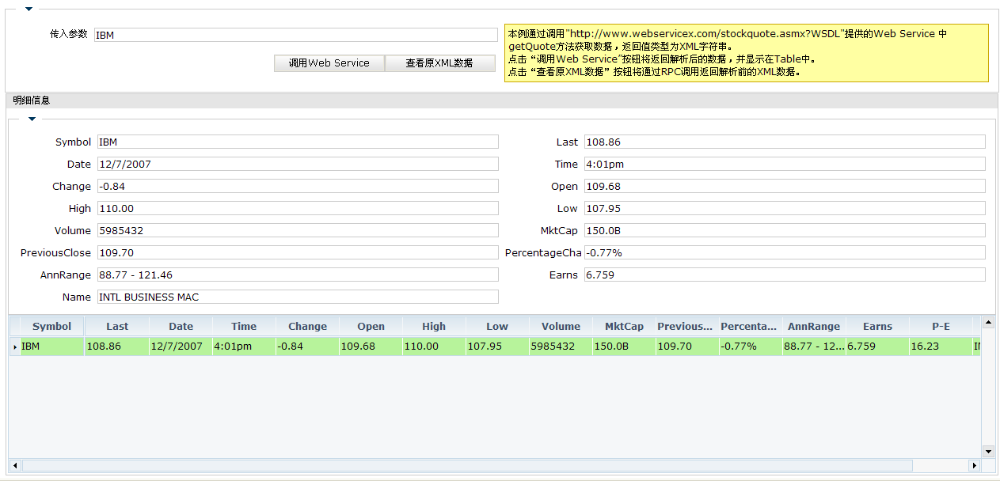 传入参数 IBM
调用Web Service 查看原XML数据
本例通过调用"http://www.webservicex.com/stockquote.asmx?WSDL"提供的Web Service 中
getQuote方法获取数据，返回值类型为XML字符串。
点击“调用Web Service”按钮将返回解析后的数据，并显示在Table中。
点击“查看原XML数据”按钮将通过RPC调用返回解析前的XML数据。
明细信息
Symbol IBM Last 108.86
Date 12/7/2007 Time 4:01pm
Change -0.84 Open 109.68
High 110.00 Low 107.95
Volume 5985432 MktCap 150.0B
PreviousClose 109.70 PercentageCha -0.77%
AnnRange 88.77 - 121.46 Earns 6.759
Name INTL BUSINESS MAC
Symbol Last Date Time Change Open High Low Volume MktCap Previous... Percenta... AnnRange Earns P-E
IBM 108.86 12/7/2007 4:01pm -0.84 109.68 110.00 107.95 5985432 150.0B 109.70 -0.77% 88.77 - 12... 6.759 16.23